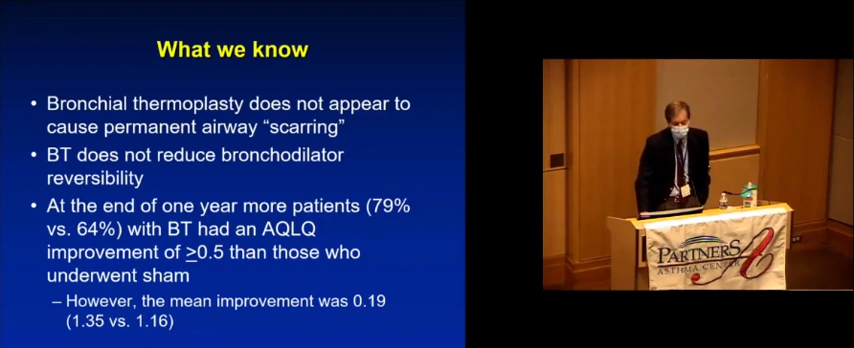 What we know
• Bronchial thermoplasty does not appear to
cause permanent airway “scarring”
• BT does not reduce bronchodilator
reversibility
• At the end of one year more patients (79%
vs. 64%) with BT had an AQLQ
improvement of >0.5 than those who
underwent sham
– However, the mean improvement was 0.19
(1.35 vs. 1.16)
PARTNERS
ASTHMA CENTER